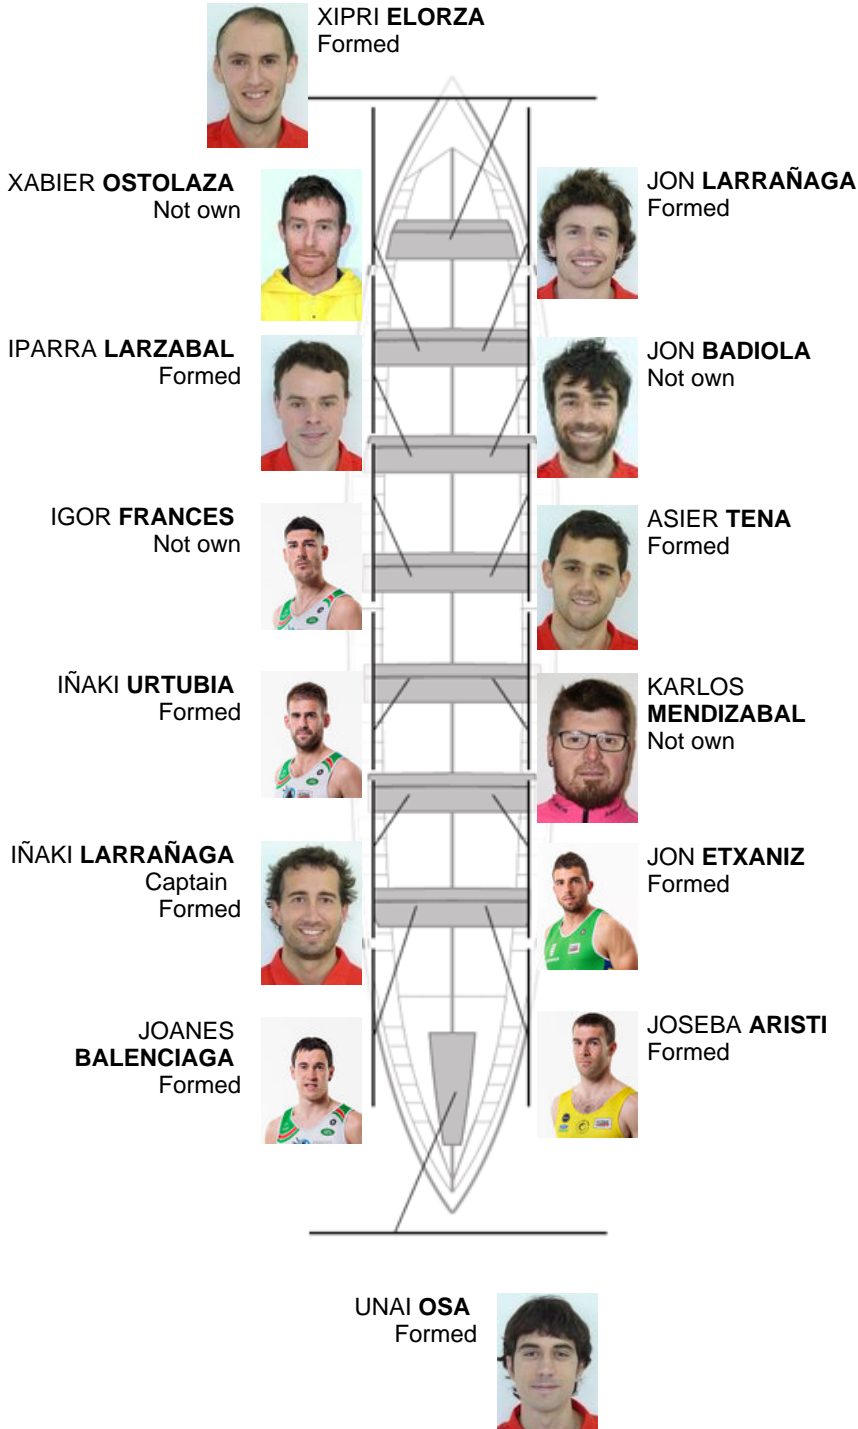 XIPRI ELORZA
Formed
XABIER OSTOLAZA
Not own
JON LARRAÑAGA
Formed
IPARRA LARZABAL
Formed
JON BADIOLA
Not own
IGOR FRANCES
Not own
ASIER TENA
Formed
IÑAKI URTUBIA
Formed
KARLOS
MENDIZABAL
Not own
IÑAKI LARRAÑAGA
Captain
Formed
JON ETXANIZ
Formed
JOANES
BALENCIAGA
Formed
JOSEBA ARISTI
Formed
UNAI OSA
Formed